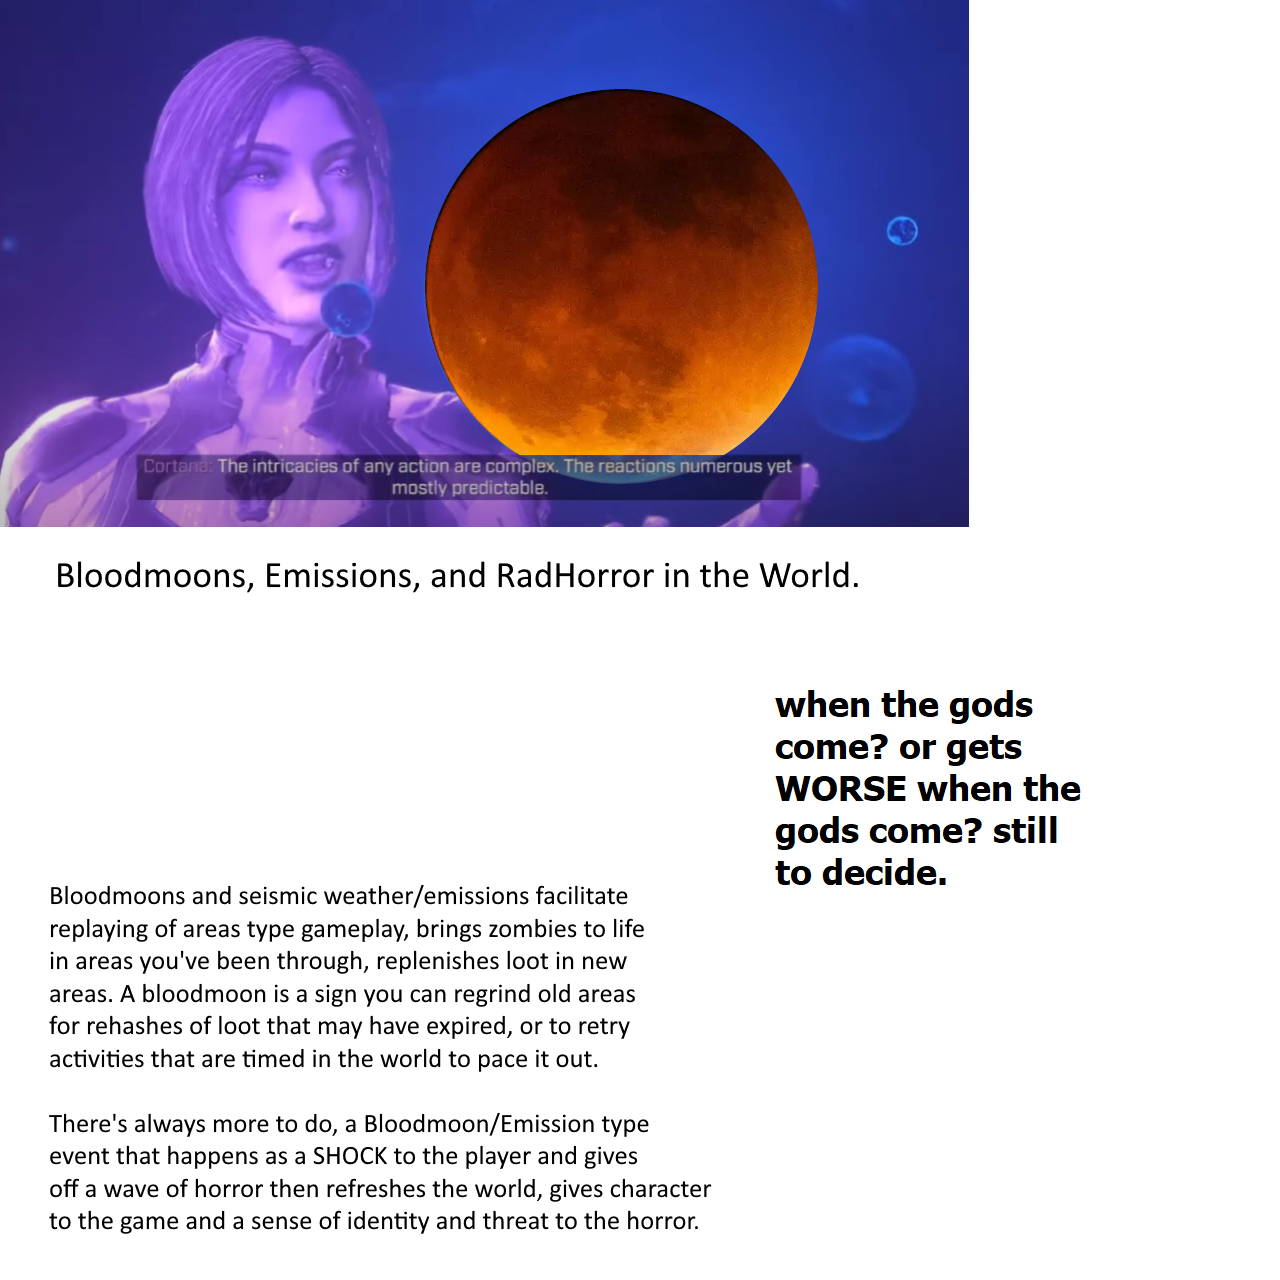 Cortana: The intricacies of any action are complex. The reactions numerous yet
mostly predictable.
Bloodmoons, Emissions, and RadHorror in the World.
when the gods
come? or gets
WORSE when the
gods come? still
to decide.
Bloodmoons and seismic weather/emissions facilitate
replaying of areas type gameplay, brings zombies to life
in areas you've been through, replenishes loot in new
areas. A bloodmoon is a sign you can regrind old areas
for rehashes of loot that may have expired, or to retry
activities that are timed in the world to pace it out.
There's always more to do, a Bloodmoon/Emission type
event that happens as a SHOCK to the player and gives
off a wave of horror then refreshes the world, gives character
to the game and a sense of identity and threat to the horror.